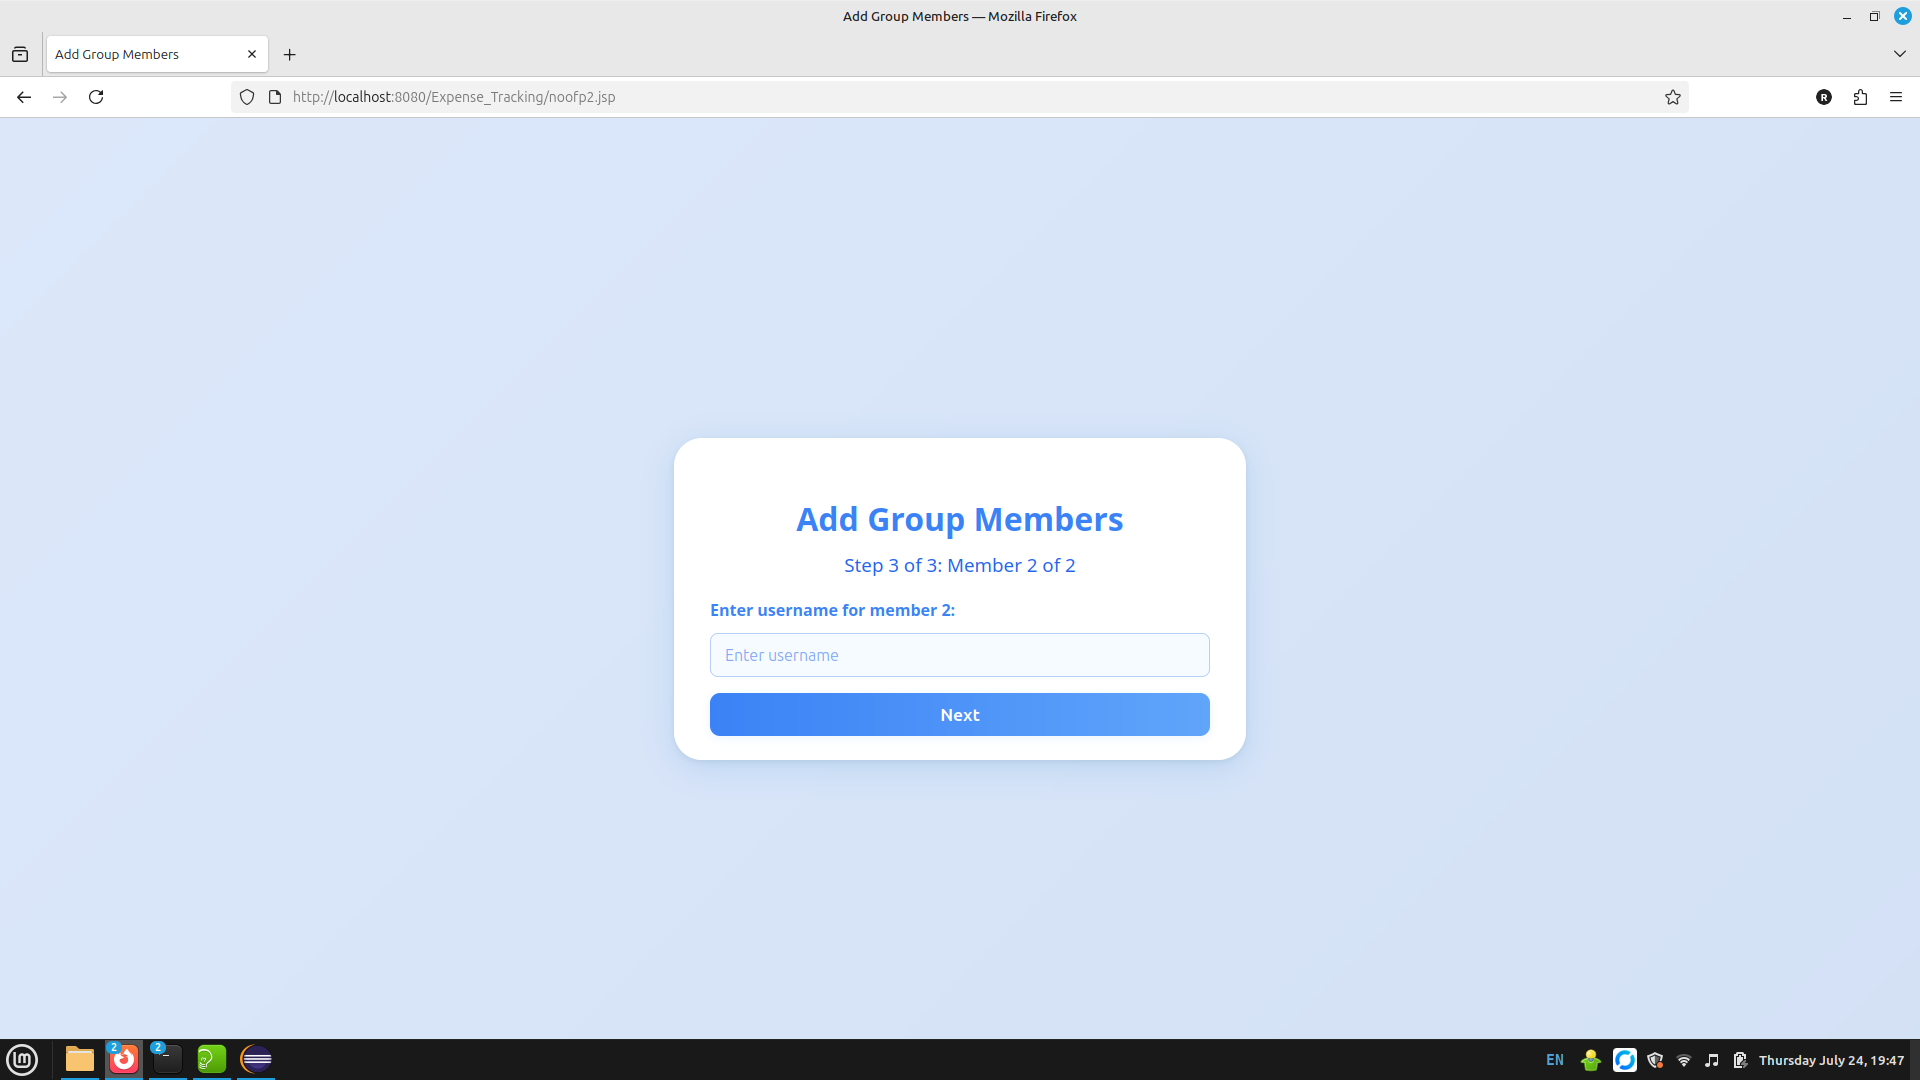 Add Group Members — Mozilla Firefox
Add Group Members
http://localhost:8080/Expense_Tracking/noofp2.jsp
R
Add Group Members
Step 3 of 3: Member 2 of 2
Enter username for member 2:
Enter username
Next
2
2
EN
Thursday July 24, 19:47